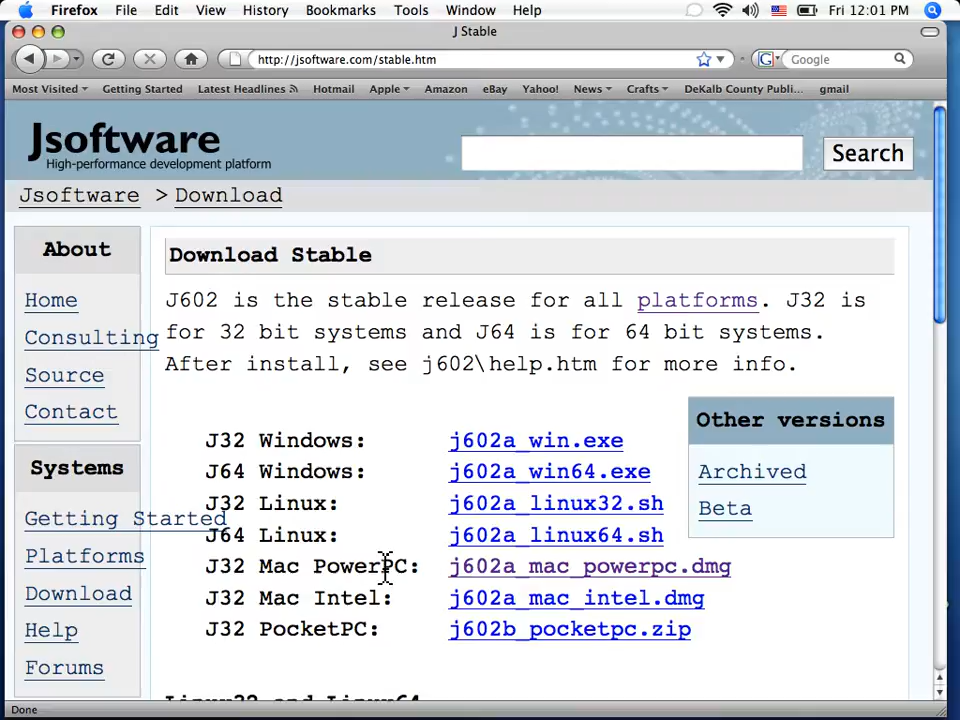 Firefox File Edit View History Bookmarks Tools Window Help Fri 12:01 PM
J Stable
http://jsoftware.com/stable.htm
G Google
Most Visited Getting Started Latest Headlines Hotmail Apple Amazon eBay Yahoo! News Crafts DeKalb County Publi... gmail
Jsoftware
High-performance development platform
Search
Jsoftware > Download
About
Home
Consulting
Source
Contact
Systems
Getting Started
Platforms
Download
Help
Forums
Download Stable
J602 is the stable release for all platforms. J32 is
for 32 bit systems and J64 is for 64 bit systems.
After install, see j602\help.htm for more info.
J32 Windows: j602a_win.exe
J64 Windows: j602a_win64.exe
J32 Linux: j602a_linux32.sh
J64 Linux: j602a_linux64.sh
J32 Mac PowerPC: j602a_mac_powerpc.dmg
J32 Mac Intel: j602a_mac_intel.dmg
J32 PocketPC: j602b_pocketpc.zip
Other versions
Archived
Beta
Linux32 and Linux64
Done